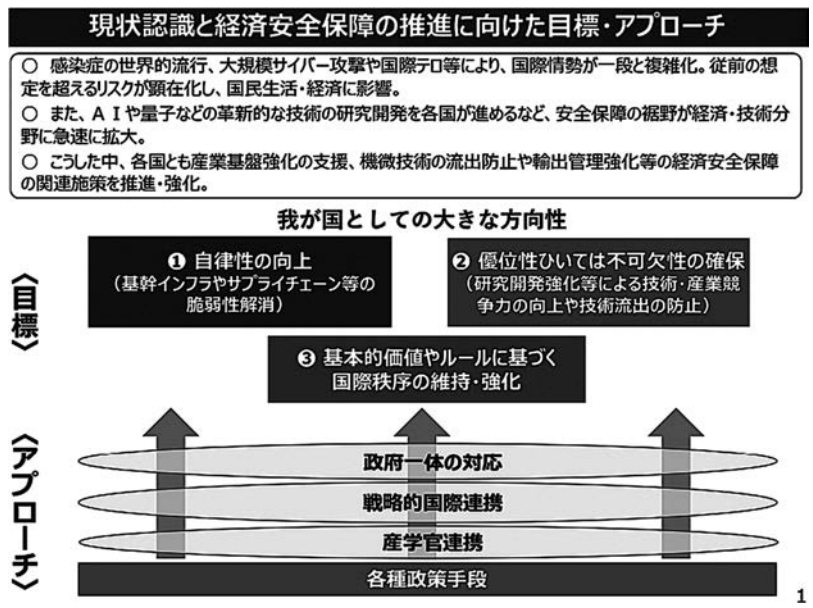 現状認識と経済安全保障の推進に向けた目標・アプローチ
○ 感染症の世界的流行、大規模サイバー攻撃や国際テロ等により、国際情勢が一段と複雑化。従前の想
定を超えるリスクが顕在化し、国民生活・経済に影響。
○ また、ＡＩや量子などの革新的な技術の研究開発を各国が進めるなど、安全保障の裾野が経済・技術分
野に急速に拡大。
○ こうした中、各国とも産業基盤強化の支援、機微技術の流出防止や輸出管理強化等の経済安全保障
の関連施策を推進・強化。
我が国としての大きな方向性
〈目標〉
❶ 自律性の向上
（基幹インフラやサプライチェーン等の
脆弱性解消）
❷ 優位性ひいては不可欠性の確保
（研究開発強化等による技術・産業競
争力の向上や技術流出の防止）
❸ 基本的価値やルールに基づく
国際秩序の維持・強化
〈アプローチ〉
政府一体の対応
戦略的国際連携
産学官連携
各種政策手段
1